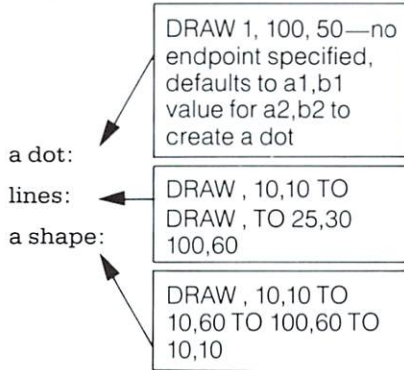 DRAW 1, 100, 50—no
endpoint specified,
defaults to a1,b1
value for a2,b2 to
create a dot
a dot:
lines:
DRAW , 10,10 TO
DRAW , TO 25,30
100,60
a shape:
DRAW , 10,10 TO
10,60 TO 100,60 TO
10,10